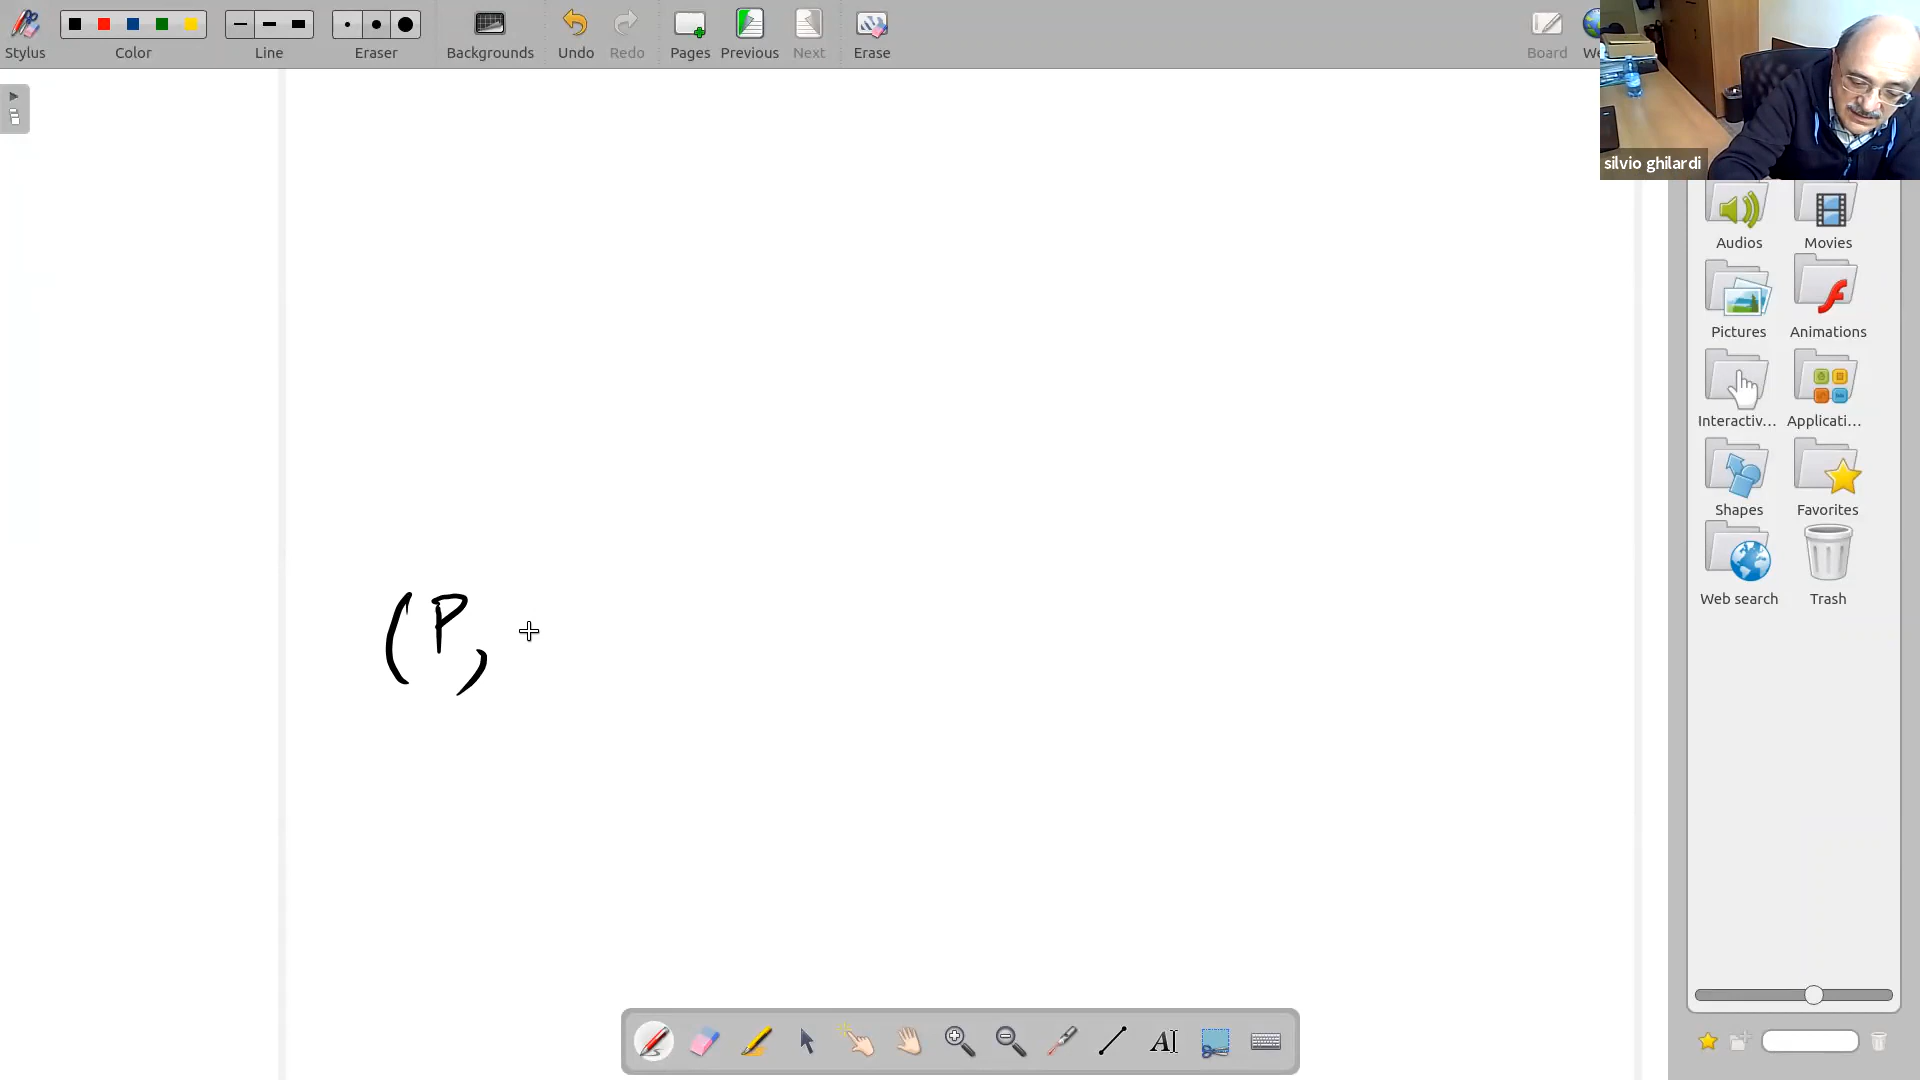 Stylus Color Line Eraser Backgrounds Undo Redo Pages Previous Next Erase Board
silvio ghilardi
Audios Movies
Pictures Animations
Interactiv... Applicati...
Shapes Favorites
Web search Trash
(P,
AI